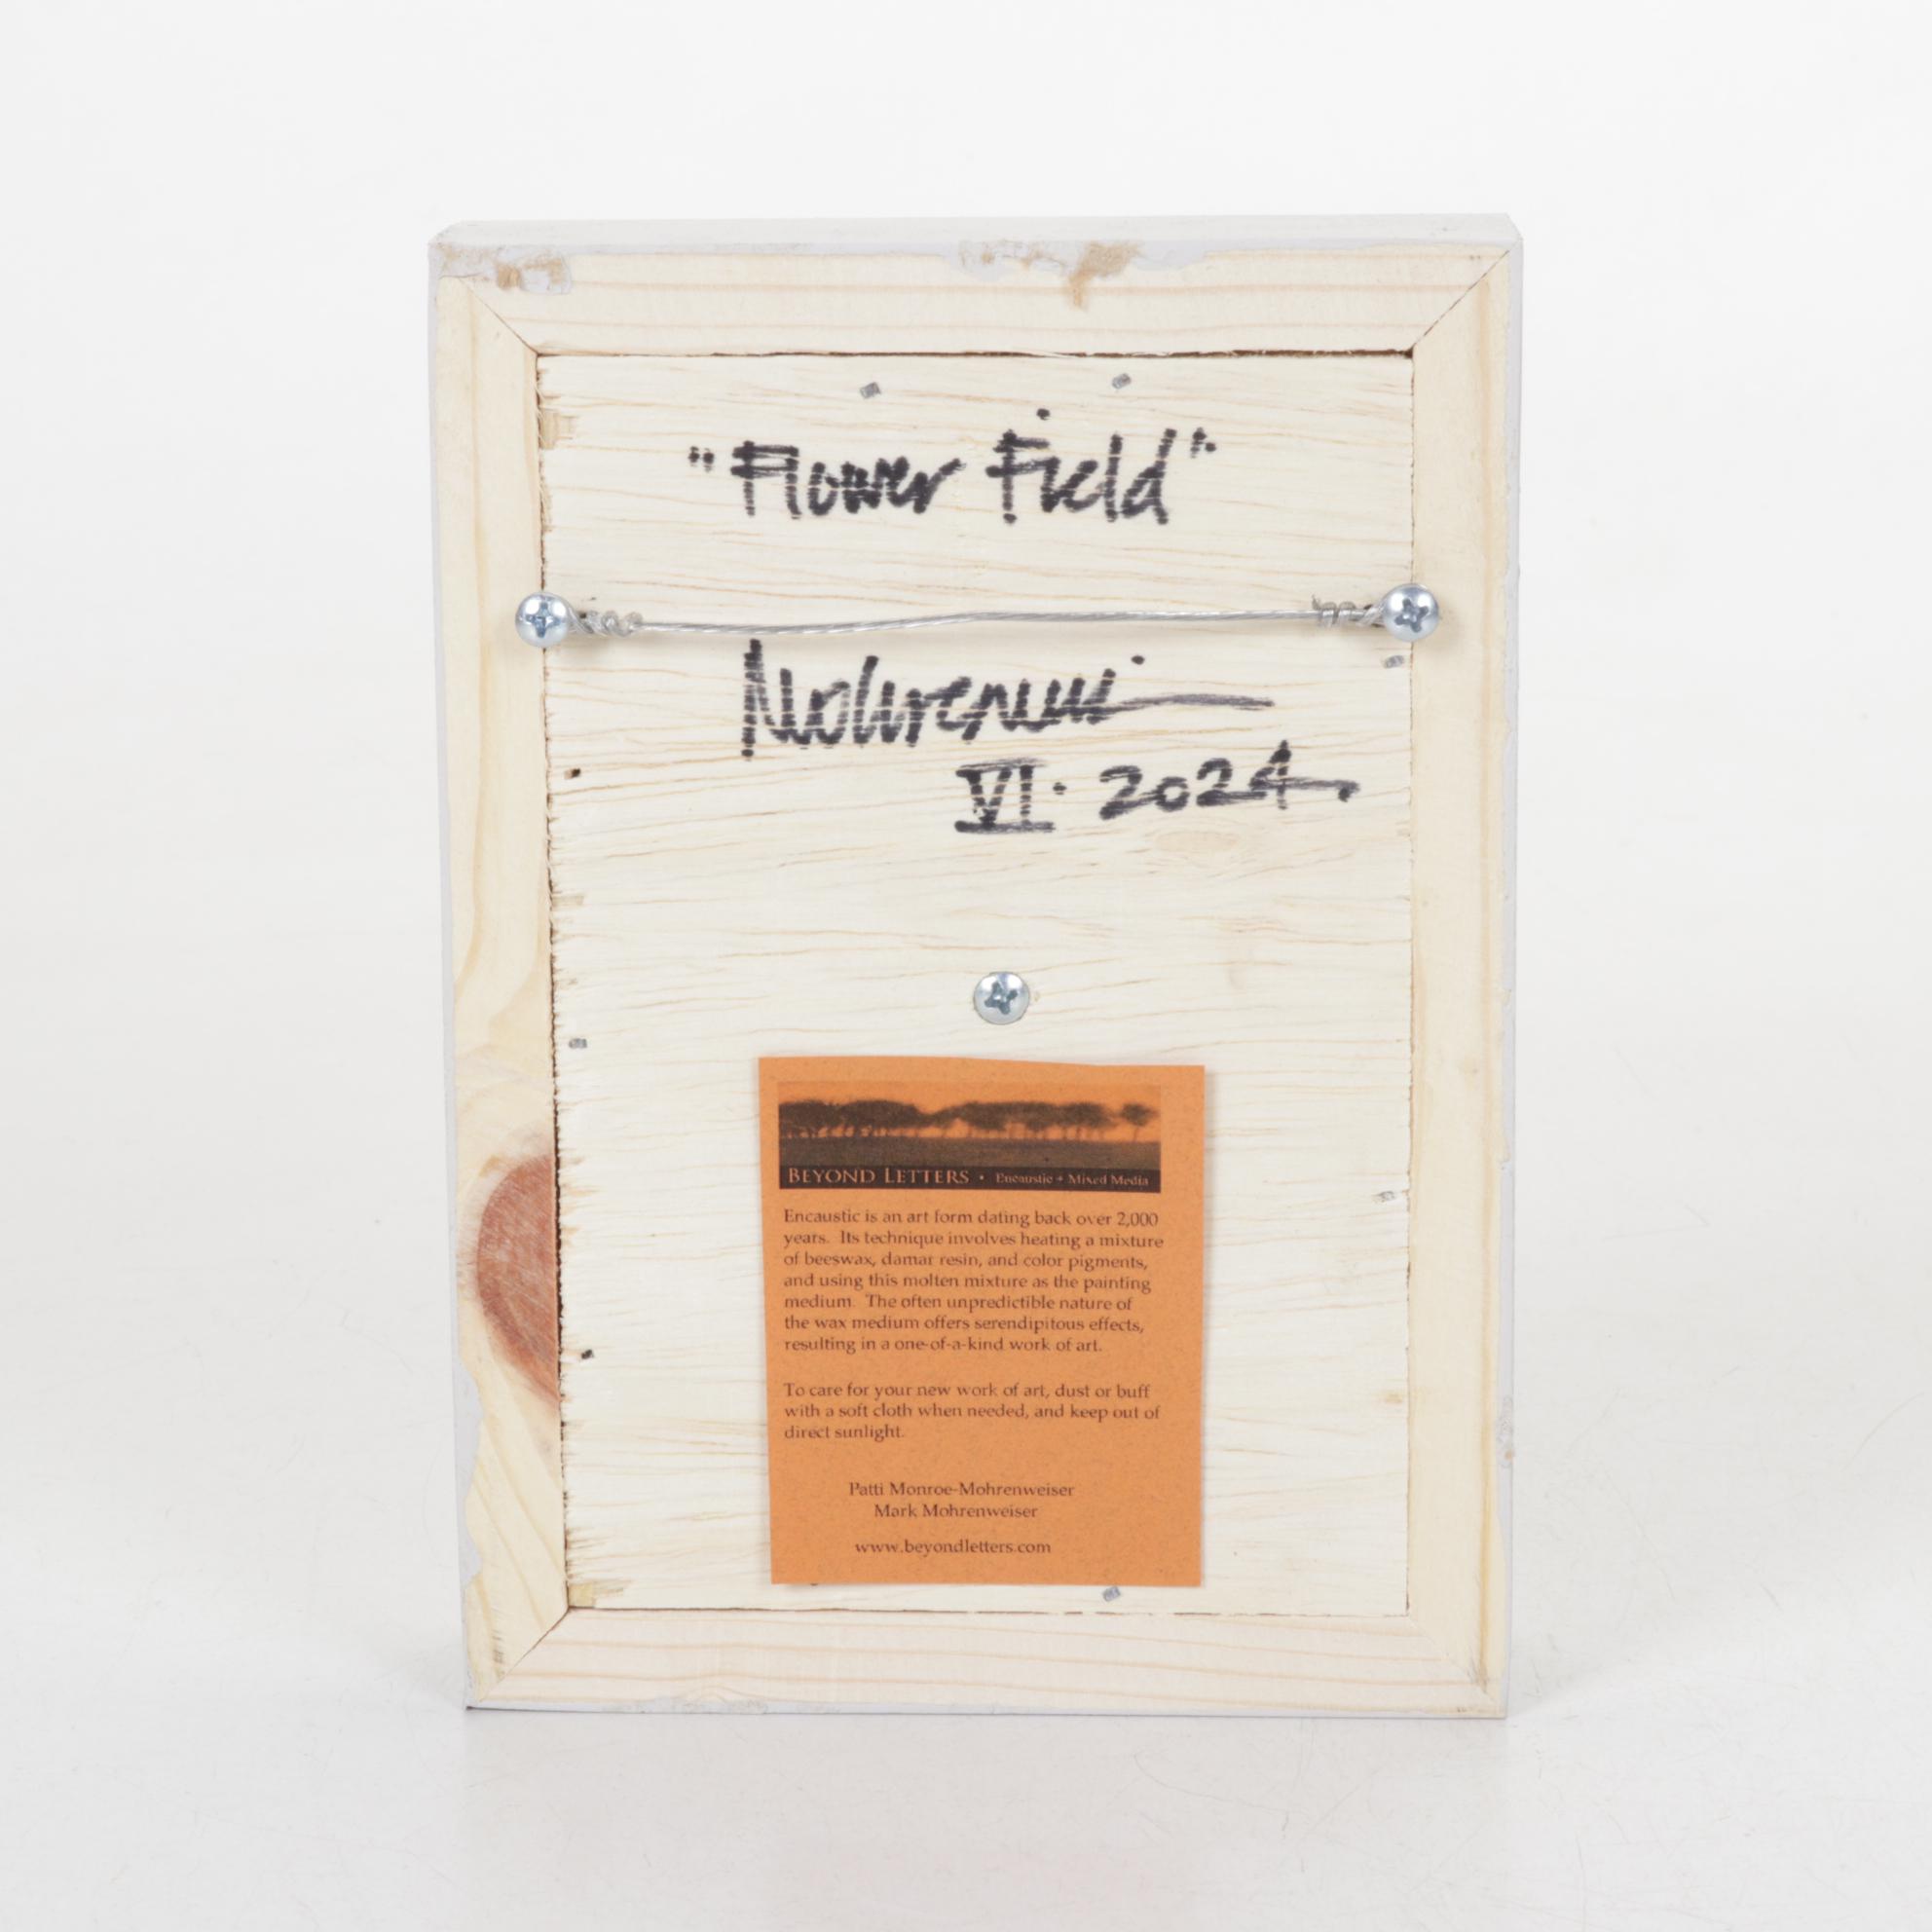 "Flower Field"
VI · 2024
BEYOND LETTERS • Encaustic + Mixed Media
Encaustic is an art form dating back over 2,000
years. Its technique involves heating a mixture
of beeswax, damar resin, and color pigments,
and using this molten mixture as the painting
medium. The often unpredictible nature of
the wax medium offers serendipitous effects,
resulting in a one-of-a-kind work of art.
To care for your new work of art, dust or buff
with a soft cloth when needed, and keep out of
direct sunlight.
Patti Monroe-Mohrenweiser
Mark Mohrenweiser
www.beyondletters.com